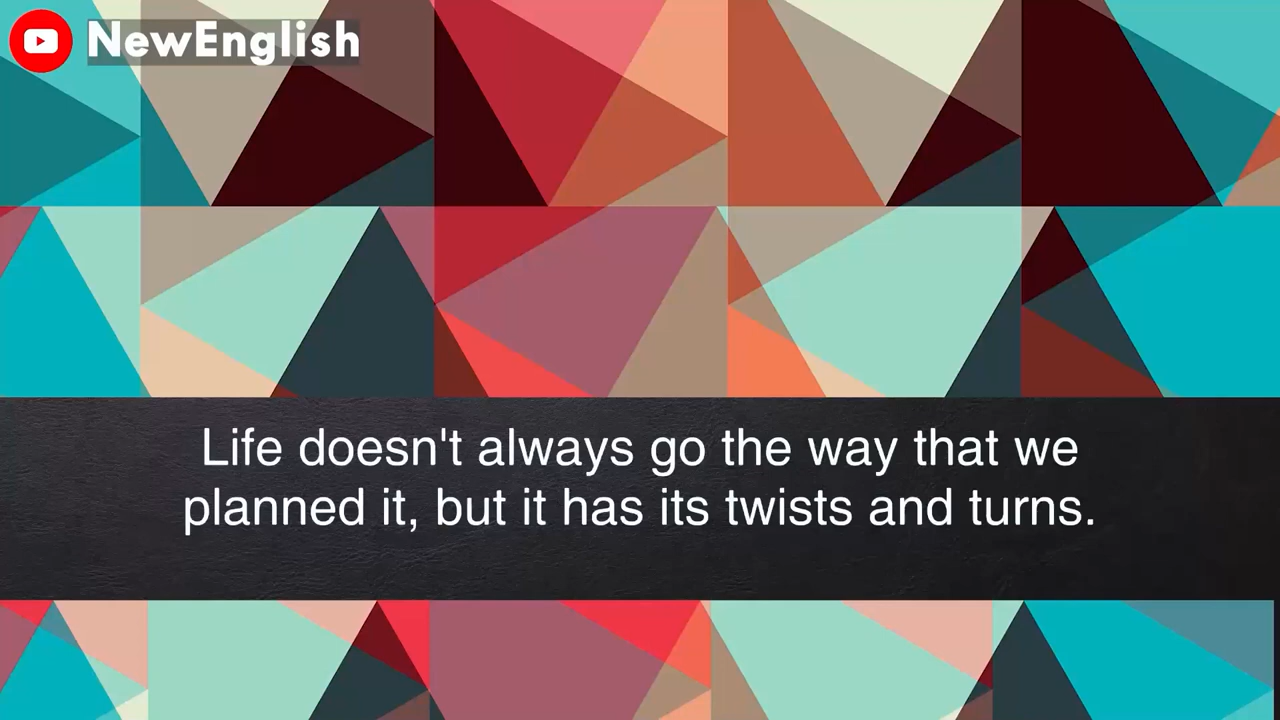 NewEnglish
Life doesn't always go the way that we
planned it, but it has its twists and turns.